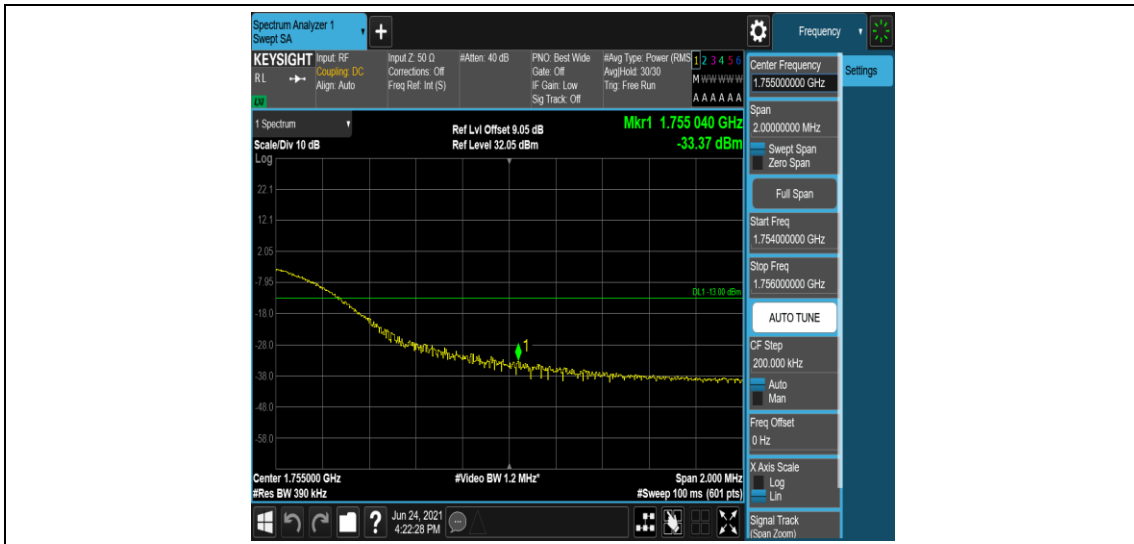 Spectrum Analyzer 1
Swept SA
+
Frequency
KEYSIGHT
RL
Input: RF
Coupling: DC
Align: Auto
Input Z: 50 Ω
Corrections: Off
Freq Ref: Int (S)
#Atten: 40 dB
PNO: Best Wide
Gate: Off
IF Gain: Low
Sig Track: Off
#Avg Type: Power (RMS
Avg|Hold: 30/30
Trig: Free Run
1 2 3 4 5 6
M W W W W W
A A A A A A
1 Spectrum
Scale/Div 10 dB
Log
Ref Lvl Offset 9.05 dB
Ref Level 32.05 dBm
Mkr1 1.755 040 GHz
-33.37 dBm
22.1
12.1
2.05
-7.95
-18.0
-28.0
-38.0
-48.0
-58.0
DL1 -13.00 dBm
1
Center 1.755000 GHz
#Res BW 390 kHz
#Video BW 1.2 MHz*
Span 2.000 MHz
#Sweep 100 ms (601 pts)
?
Jun 24, 2021
4:22:28 PM
Center Frequency
1.755000000 GHz
Settings
Span
2.00000000 MHz
Swept Span
Zero Span
Full Span
Start Freq
1.754000000 GHz
Stop Freq
1.756000000 GHz
AUTO TUNE
CF Step
200.000 kHz
Auto
Man
Freq Offset
0 Hz
X Axis Scale
Log
Lin
Signal Track
(Span Zoom)